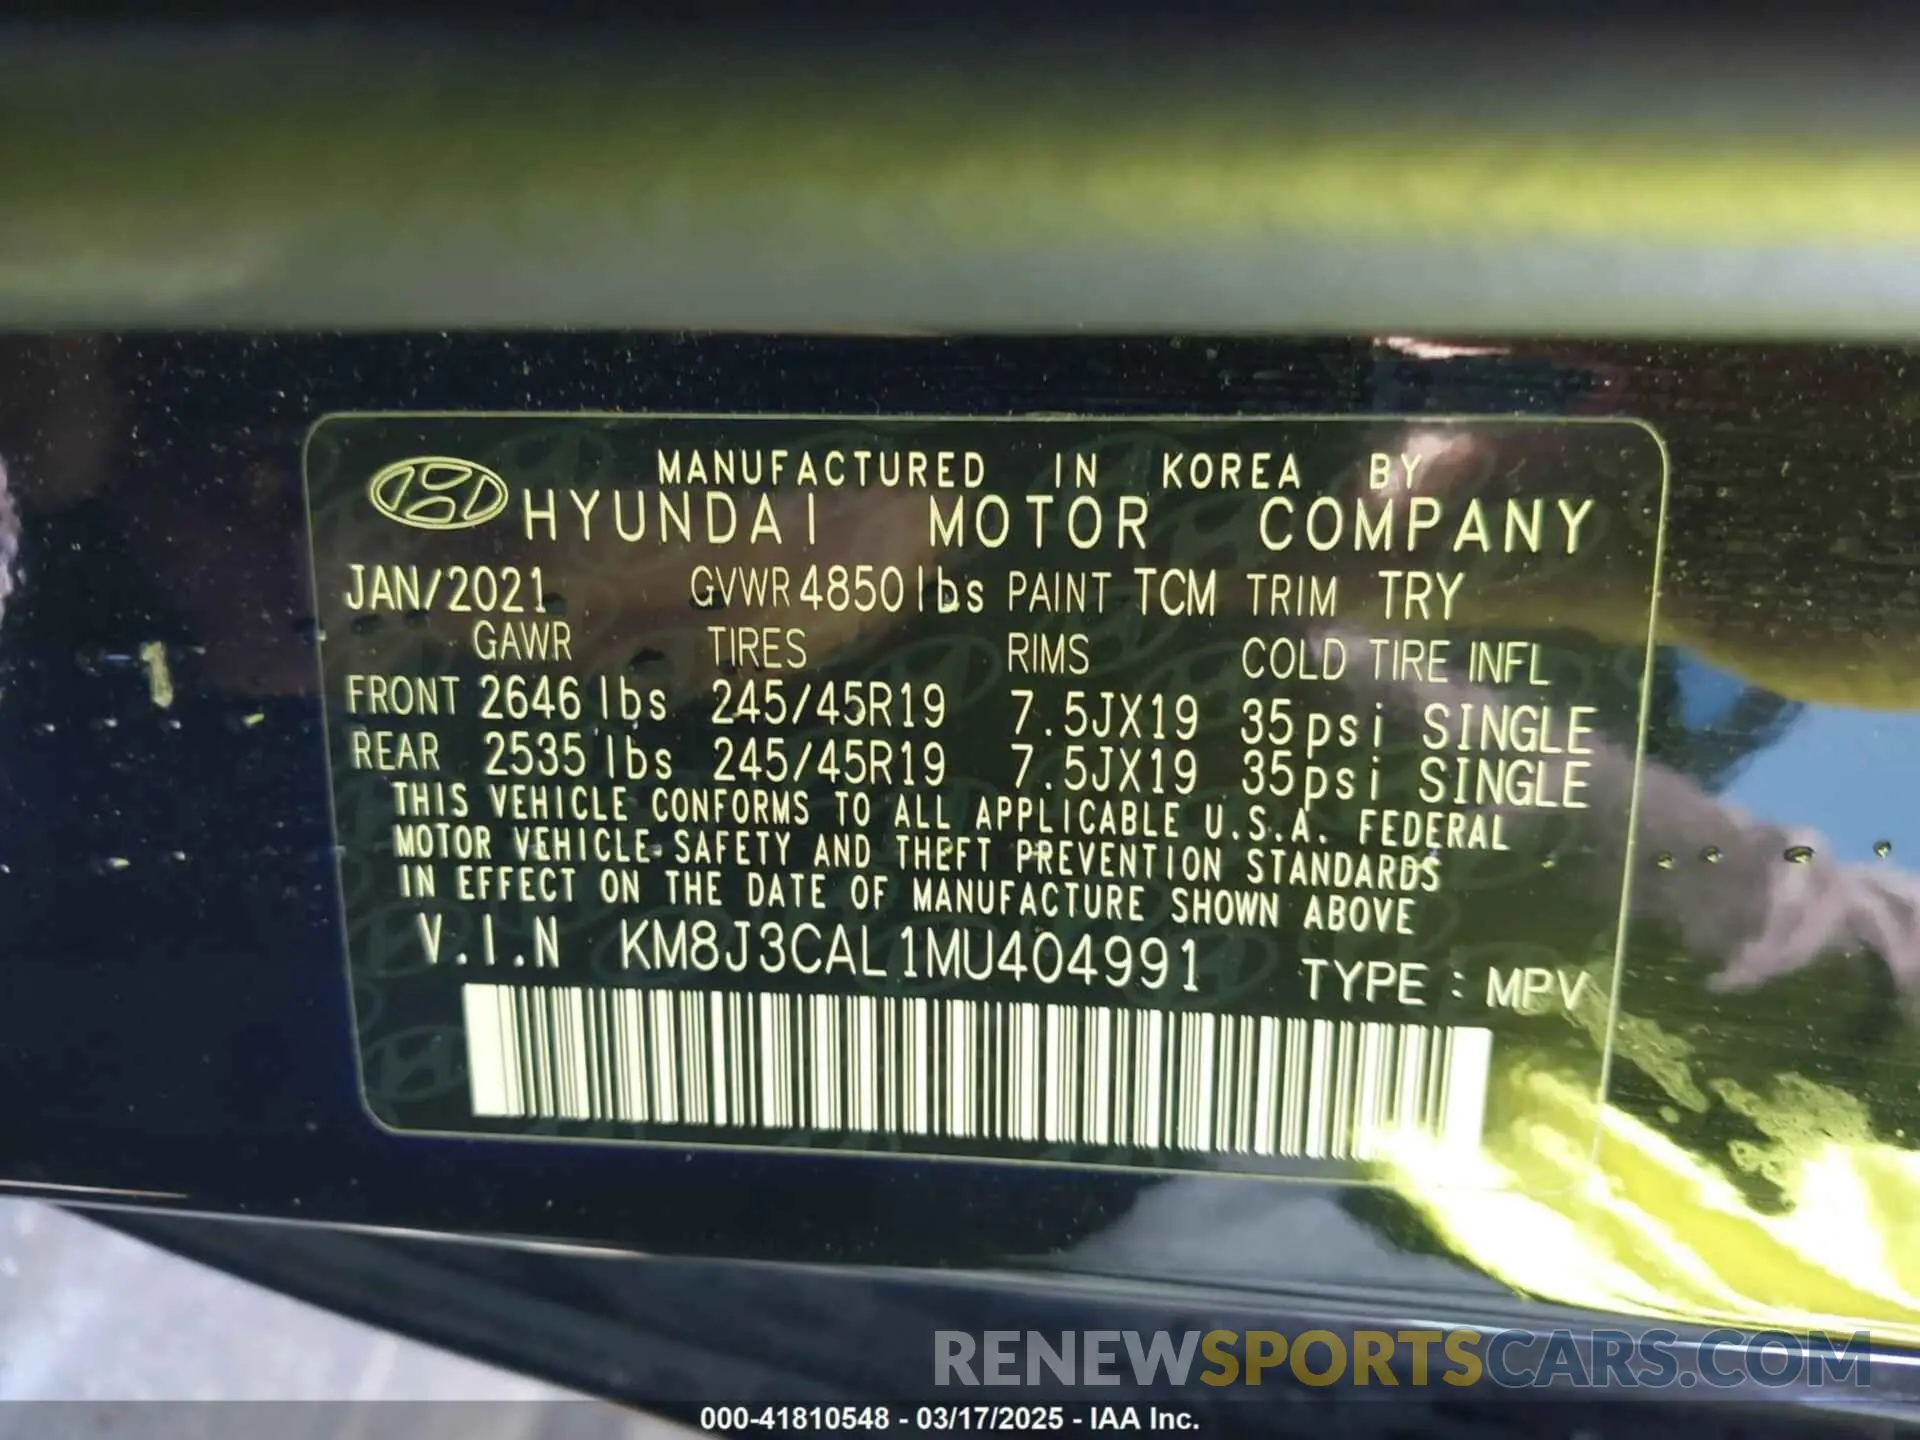 MANUFACTURED IN KOREA BY
HYUNDAI MOTOR COMPANY
JAN/2021 GVWR 4850 lbs PAINT TCM TRIM TRY
GAWR TIRES RIMS COLD TIRE INFL
FRONT 2646 lbs 245/45R19 7.5JX19 35psi SINGLE
REAR 2535 lbs 245/45R19 7.5JX19 35psi SINGLE
THIS VEHICLE CONFORMS TO ALL APPLICABLE U.S.A. FEDERAL
MOTOR VEHICLE SAFETY AND THEFT PREVENTION STANDARDS
IN EFFECT ON THE DATE OF MANUFACTURE SHOWN ABOVE
V.I.N KM8J3CAL1MU404991 TYPE : MPV
RENEWSPORTSCARS.COM
000-41810548 - 03/17/2025 - IAA Inc.